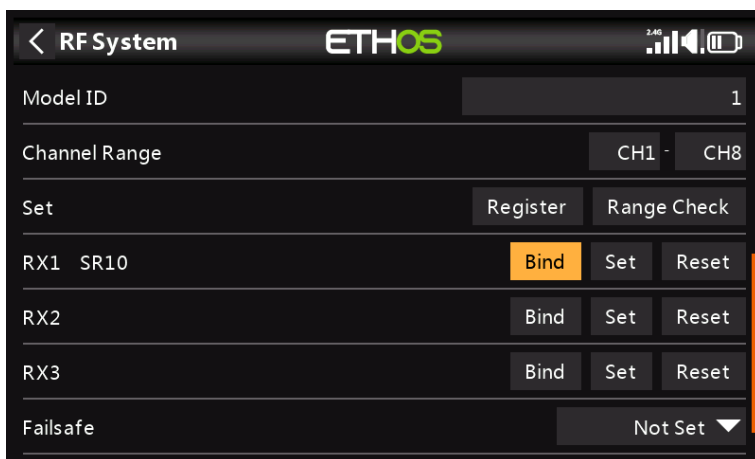 RF System ETHOS 2.4G
Model ID 1
Channel Range CH1 - CH8
Set Register Range Check
RX1 SR10 Bind Set Reset
RX2 Bind Set Reset
RX3 Bind Set Reset
Failsafe Not Set